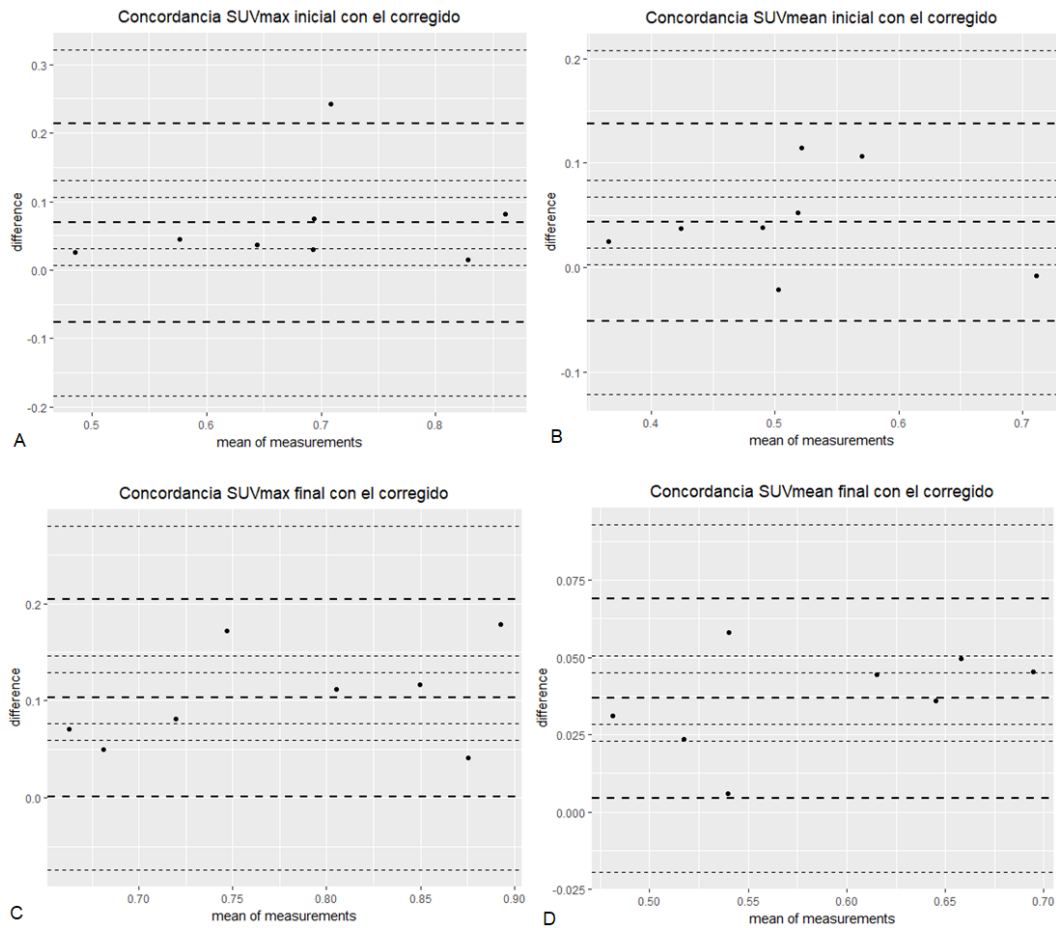 Concordancia SUVmax inicial con el corregido
0.3
0.2
0.1
0.0
-0.1
-0.2
difference
0.5 0.6 0.7 0.8
mean of measurements
A
Concordancia SUVmean inicial con el corregido
0.2
0.1
0.0
-0.1
difference
0.4 0.5 0.6 0.7
mean of measurements
B
Concordancia SUVmax final con el corregido
0.2
0.1
0.0
difference
0.70 0.75 0.80 0.85 0.90
mean of measurements
C
Concordancia SUVmean final con el corregido
0.075
0.050
0.025
0.000
-0.025
difference
0.50 0.55 0.60 0.65 0.70
mean of measurements
D